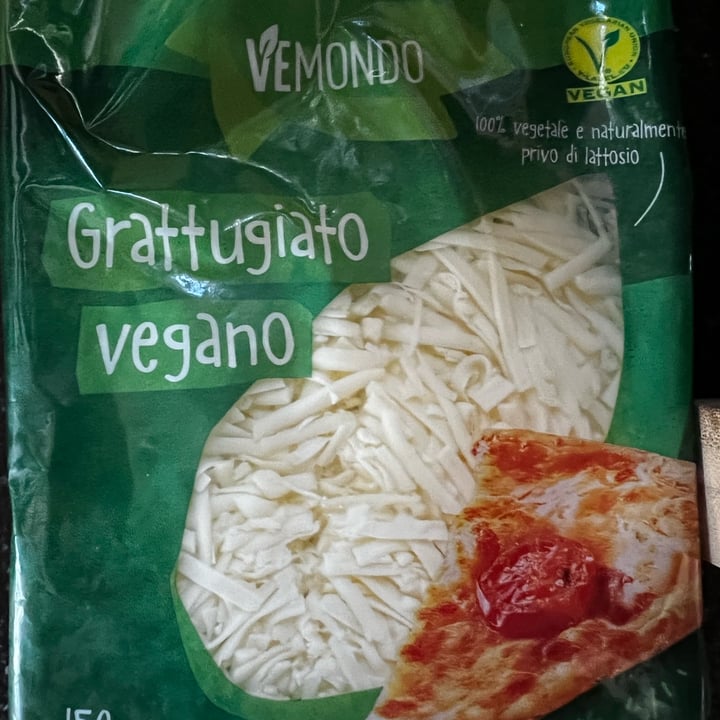 VEMONDO
VEGAN
100% vegetale e naturalmente
privo di lattosio
Grattugiato
vegano